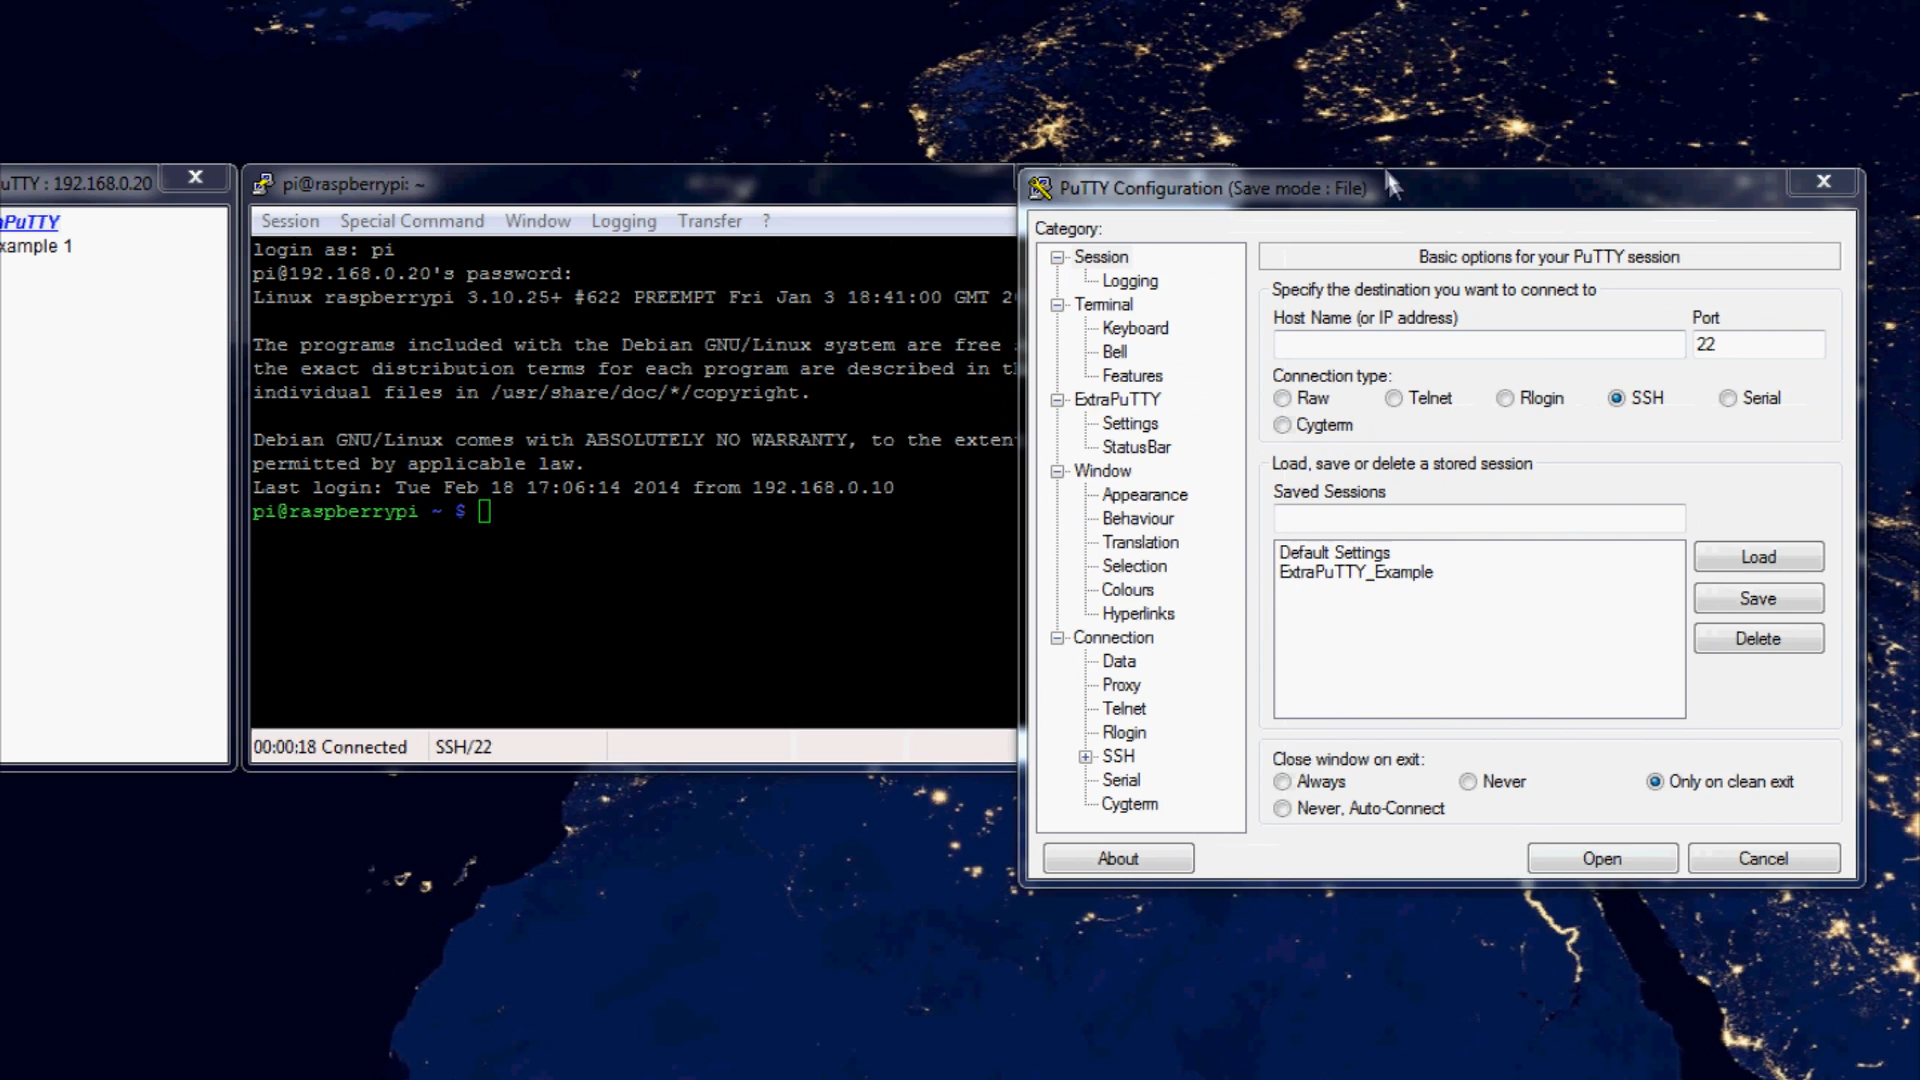 uTTY : 192.168.0.20
aPuTTY
xample 1
pi@raspberrypi: ~
Session Special Command Window Logging Transfer ?
login as: pi
pi@192.168.0.20's password:
Linux raspberrypi 3.10.25+ #622 PREEMPT Fri Jan 3 18:41:00 GMT 2
The programs included with the Debian GNU/Linux system are free
the exact distribution terms for each program are described in t
individual files in /usr/share/doc/*/copyright.
Debian GNU/Linux comes with ABSOLUTELY NO WARRANTY, to the exten
permitted by applicable law.
Last login: Tue Feb 18 17:06:14 2014 from 192.168.0.10
pi@raspberrypi ~ $
00:00:18 Connected SSH/22
PuTTY Configuration (Save mode : File)
Category:
Session
Logging
Terminal
Keyboard
Bell
Features
ExtraPuTTY
Settings
StatusBar
Window
Appearance
Behaviour
Translation
Selection
Colours
Hyperlinks
Connection
Data
Proxy
Telnet
Rlogin
SSH
Serial
Cygterm
About
Basic options for your PuTTY session
Specify the destination you want to connect to
Host Name (or IP address) Port
22
Connection type:
Raw Telnet Rlogin SSH Serial
Cygterm
Load, save or delete a stored session
Saved Sessions
Default Settings
ExtraPuTTY_Example
Load
Save
Delete
Close window on exit:
Always Never Only on clean exit
Never, Auto-Connect
Open Cancel